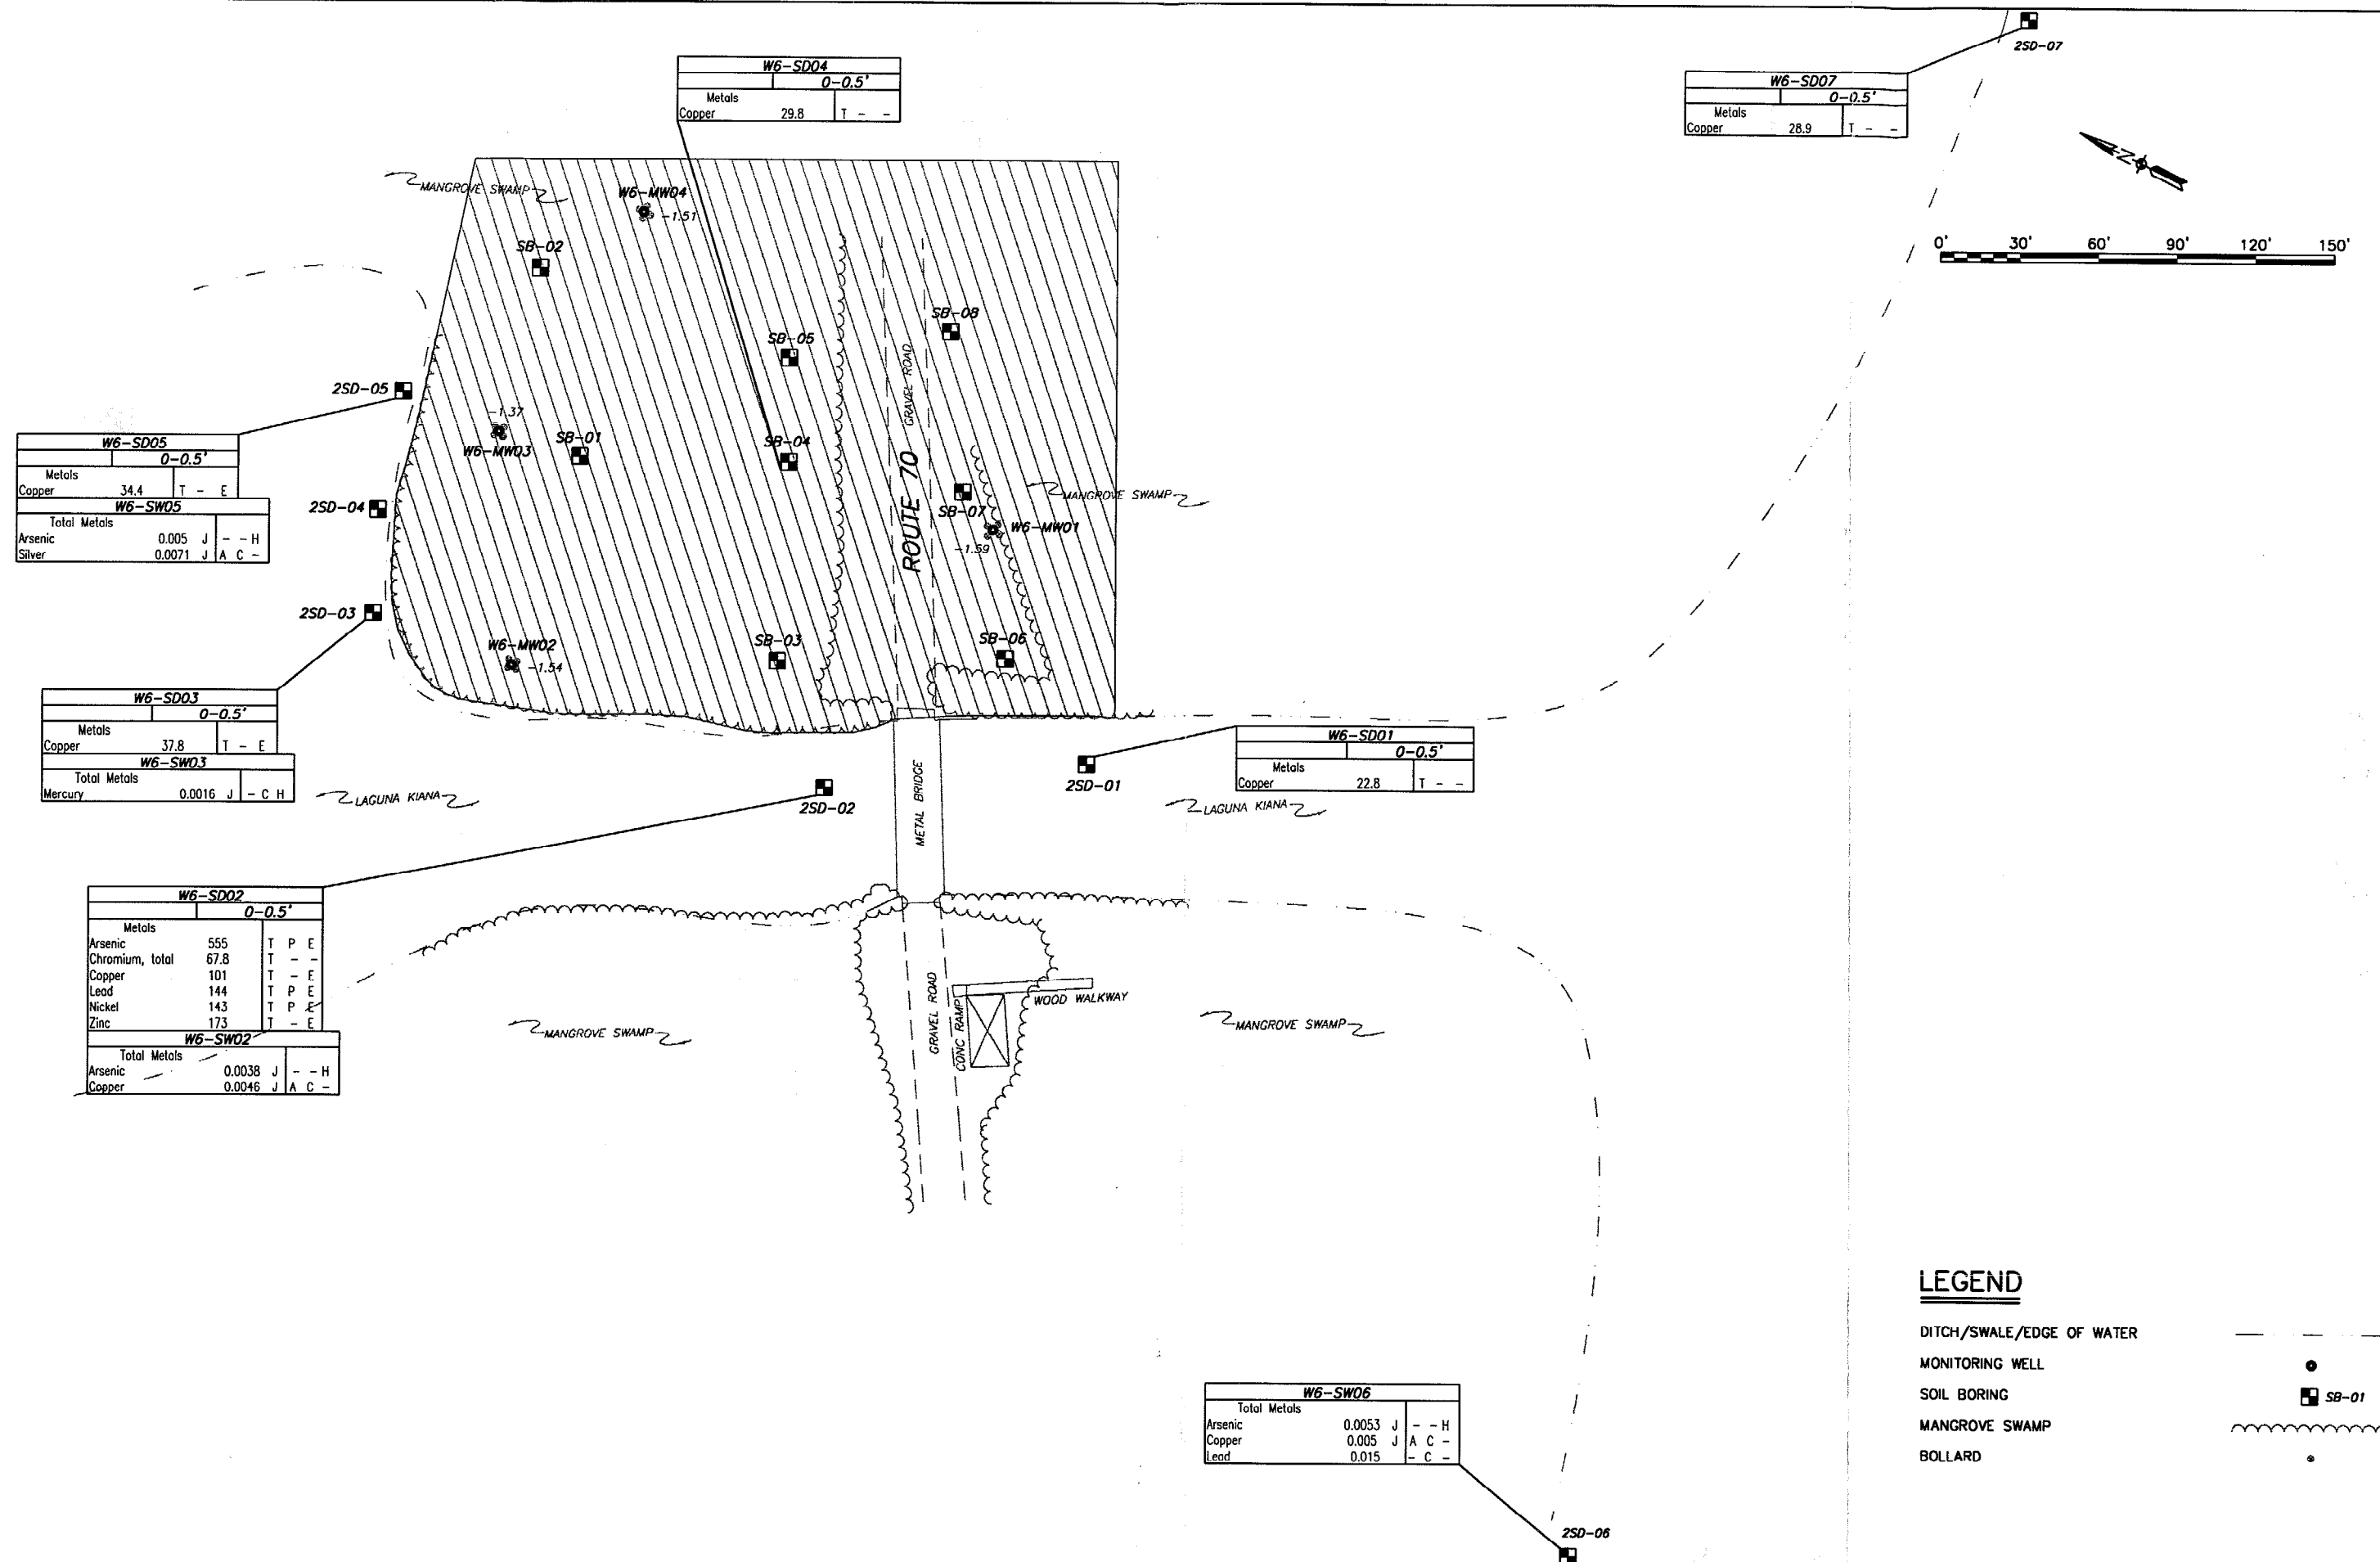 2SD-07
W6-SD04
0-0.5'
Metals
Copper 29.8 T - -
W6-SD07
0-0.5'
Metals
Copper 28.9 T - -
N
0' 30' 60' 90' 120' 150'
MANGROVE SWAMP
W6-MW04
-1.51
SB-02
SB-08
SB-05
GRAVEL ROAD
2SD-05
-1.37
W6-MW03
SB-01
SB-04
ROUTE 70
W6-SD05
0-0.5'
Metals
Copper 34.4 T - E
W6-SW05
Total Metals
Arsenic 0.005 J - - H
Silver 0.0071 J A C -
2SD-04
MANGROVE SWAMP
SB-07
W6-MW01
-1.59
2SD-03
W6-MW02
-1.54
SB-03
SB-06
W6-SD03
0-0.5'
Metals
Copper 37.8 T - E
W6-SW03
Total Metals
Mercury 0.0016 J - C H
W6-SD01
0-0.5'
Metals
Copper 22.8 T - -
LAGUNA KIANA
2SD-02
METAL BRIDGE
2SD-01
LAGUNA KIANA
W6-SD02
0-0.5'
Metals
Arsenic 555 T P E
Chromium, total 67.8 T - -
Copper 101 T - E
Lead 144 T P E
Nickel 143 T P E
Zinc 173 T - E
W6-SW02
Total Metals
Arsenic 0.0038 J - - H
Copper 0.0046 J A C -
MANGROVE SWAMP
GRAVEL ROAD
CONC RAMP
WOOD WALKWAY
MANGROVE SWAMP
W6-SW06
Total Metals
Arsenic 0.0053 J - - H
Copper 0.005 J A C -
Lead 0.015 - C -
2SD-06
LEGEND
DITCH/SWALE/EDGE OF WATER
MONITORING WELL
SOIL BORING SB-01
MANGROVE SWAMP
BOLLARD